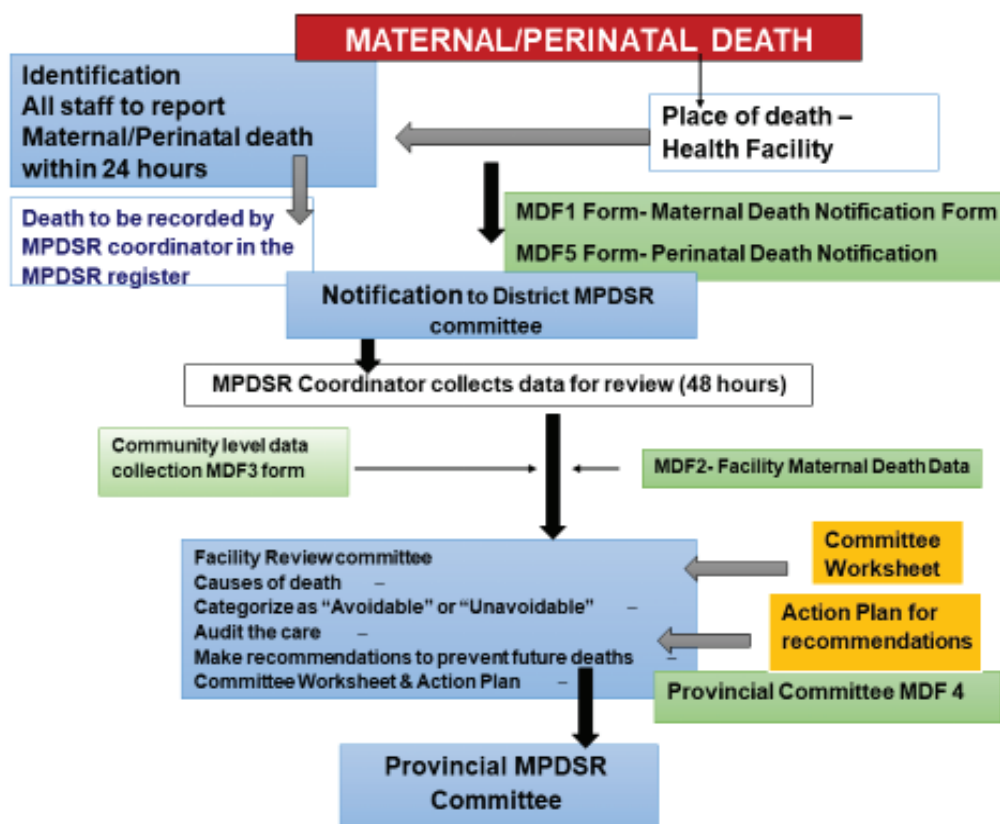 MATERNAL/PERINATAL DEATH
Identification
All staff to report
Maternal/Perinatal death
within 24 hours
Place of death –
Health Facility
Death to be recorded by
MPDSR coordinator in the
MPDSR register
MDF1 Form- Maternal Death Notification Form
MDF5 Form- Perinatal Death Notification
Notification to District MPDSR
committee
MPDSR Coordinator collects data for review (48 hours)
Community level data
collection MDF3 form
MDF2- Facility Maternal Death Data
Facility Review committee
Causes of death –
Categorize as “Avoidable” or “Unavoidable” –
Audit the care –
Make recommendations to prevent future deaths –
Committee Worksheet & Action Plan –
Committee
Worksheet
Action Plan for
recommendations
Provincial Committee MDF 4
Provincial MPDSR
Committee